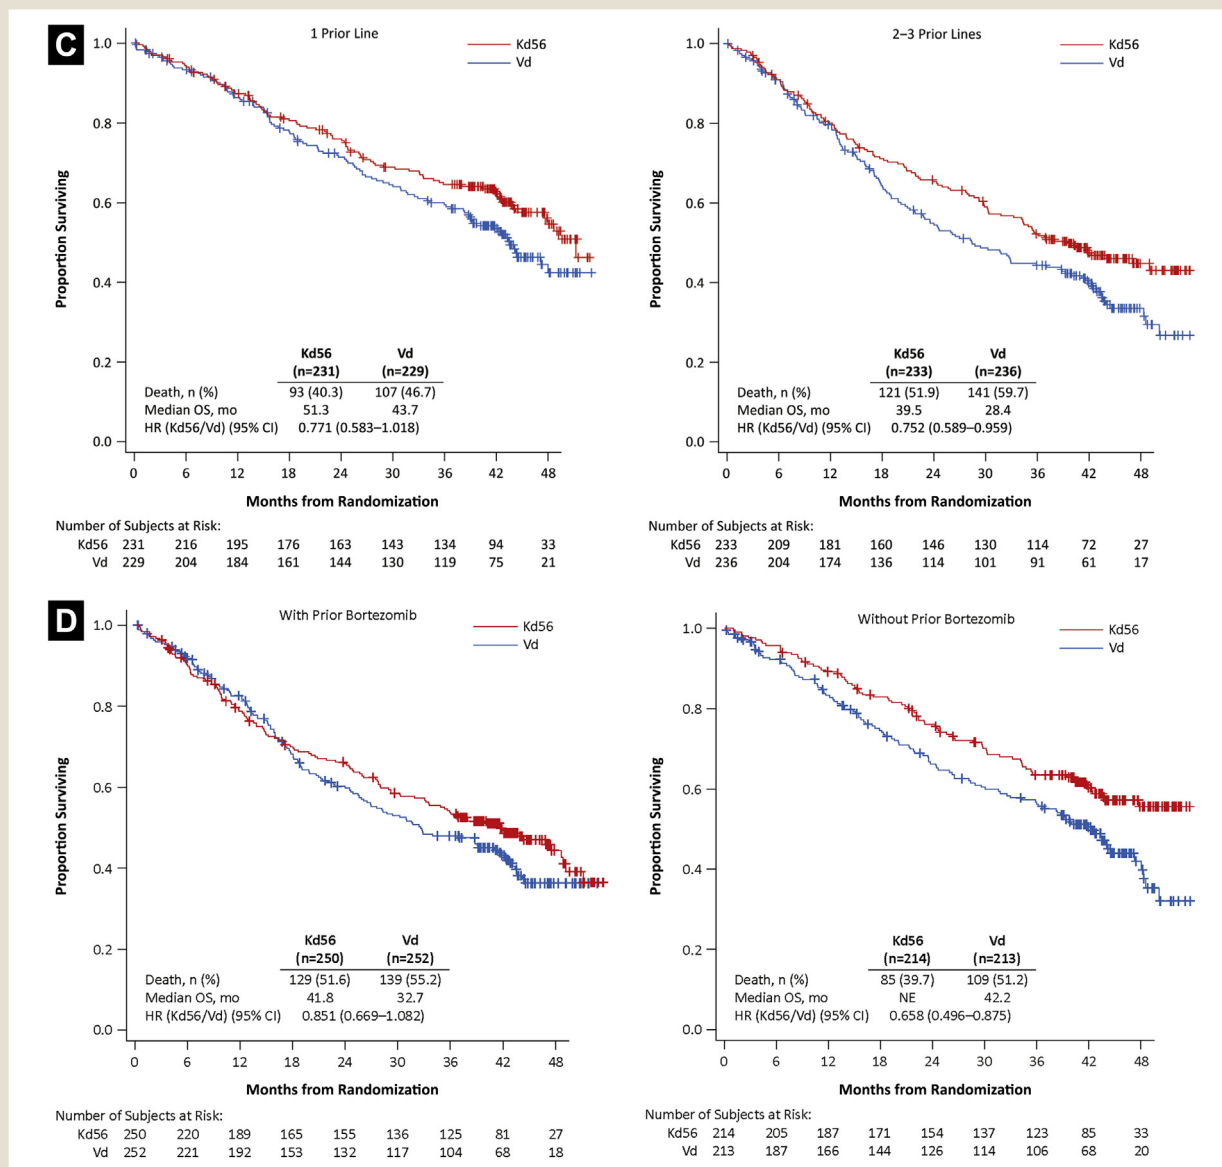 C
1 Prior Line
Kd56
Vd
1.0
0.8
0.6
0.4
0.2
0.0
Proportion Surviving
Kd56 Vd
(n=231) (n=229)
Death, n (%) 93 (40.3) 107 (46.7)
Median OS, mo 51.3 43.7
HR (Kd56/Vd) (95% CI) 0.771 (0.583–1.018)
0 6 12 18 24 30 36 42 48
Months from Randomization
Number of Subjects at Risk:
Kd56 231 216 195 176 163 143 134 94 33
Vd 229 204 184 161 144 130 119 75 21
2–3 Prior Lines
Kd56
Vd
1.0
0.8
0.6
0.4
0.2
0.0
Proportion Surviving
Kd56 Vd
(n=233) (n=236)
Death, n (%) 121 (51.9) 141 (59.7)
Median OS, mo 39.5 28.4
HR (Kd56/Vd) (95% CI) 0.752 (0.589–0.959)
0 6 12 18 24 30 36 42 48
Months from Randomization
Number of Subjects at Risk:
Kd56 233 209 181 160 146 130 114 72 27
Vd 236 204 174 136 114 101 91 61 17
D
With Prior Bortezomib
Kd56
Vd
1.0
0.8
0.6
0.4
0.2
0.0
Proportion Surviving
Kd56 Vd
(n=250) (n=252)
Death, n (%) 129 (51.6) 139 (55.2)
Median OS, mo 41.8 32.7
HR (Kd56/Vd) (95% CI) 0.851 (0.669–1.082)
0 6 12 18 24 30 36 42 48
Months from Randomization
Number of Subjects at Risk:
Kd56 250 220 189 165 155 136 125 81 27
Vd 252 221 192 153 132 117 104 68 18
Without Prior Bortezomib
Kd56
Vd
1.0
0.8
0.6
0.4
0.2
0.0
Proportion Surviving
Kd56 Vd
(n=214) (n=213)
Death, n (%) 85 (39.7) 109 (51.2)
Median OS, mo NE 42.2
HR (Kd56/Vd) (95% CI) 0.658 (0.496–0.875)
0 6 12 18 24 30 36 42 48
Months from Randomization
Number of Subjects at Risk:
Kd56 214 205 187 171 154 137 123 85 33
Vd 213 187 166 144 126 114 106 68 20